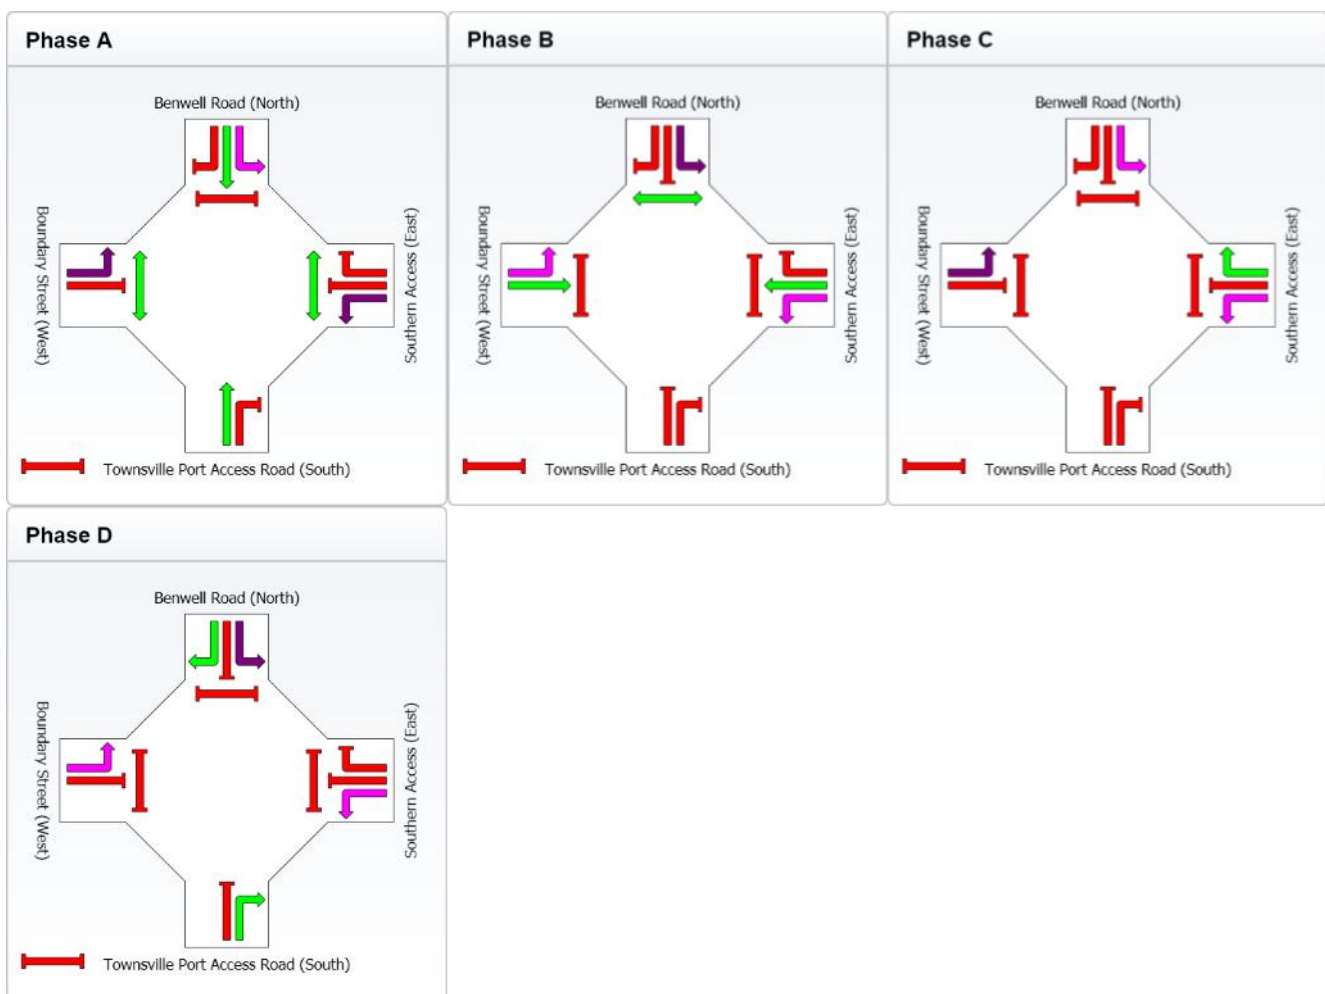 Phase A
Benwell Road (North)
Boundary Street (West)
Southern Access (East)
Townsville Port Access Road (South)
Phase B
Benwell Road (North)
Boundary Street (West)
Southern Access (East)
Townsville Port Access Road (South)
Phase C
Benwell Road (North)
Boundary Street (West)
Southern Access (East)
Townsville Port Access Road (South)
Phase D
Benwell Road (North)
Boundary Street (West)
Southern Access (East)
Townsville Port Access Road (South)